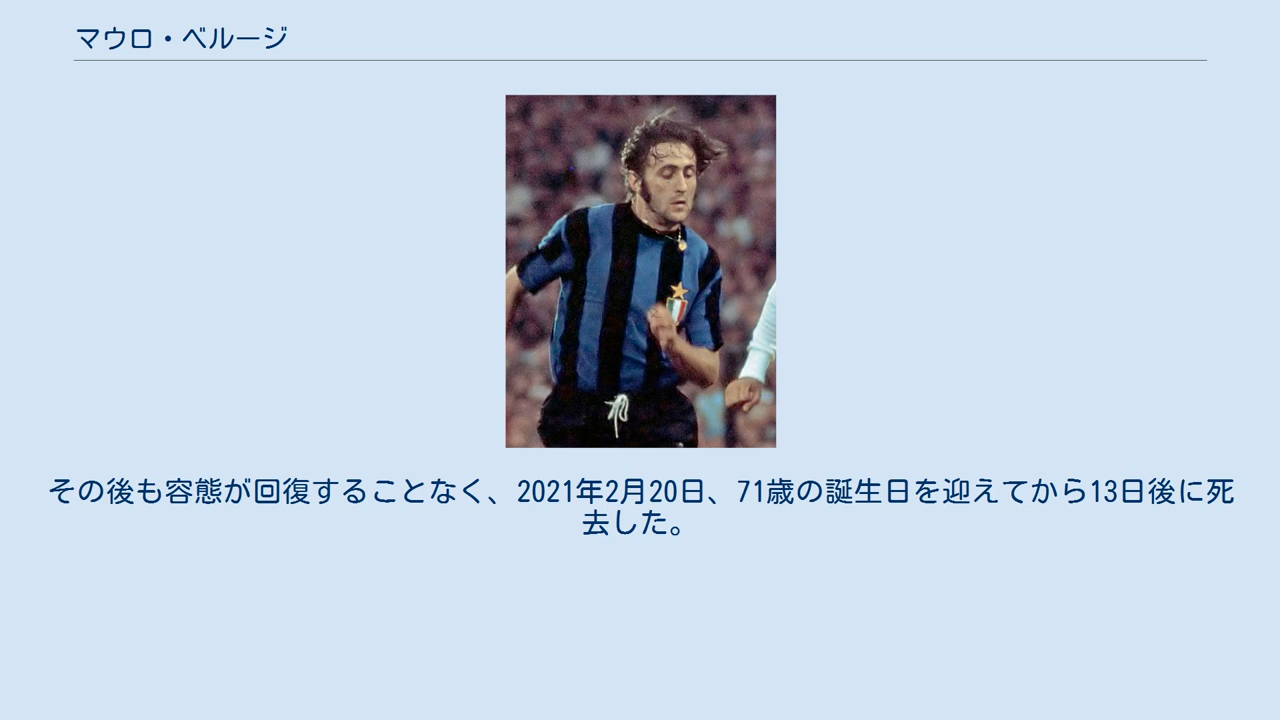 マウロ・ベルージ
その後も容態が回復することなく、2021年2月20日、71歳の誕生日を迎えてから13日後に死
去した。